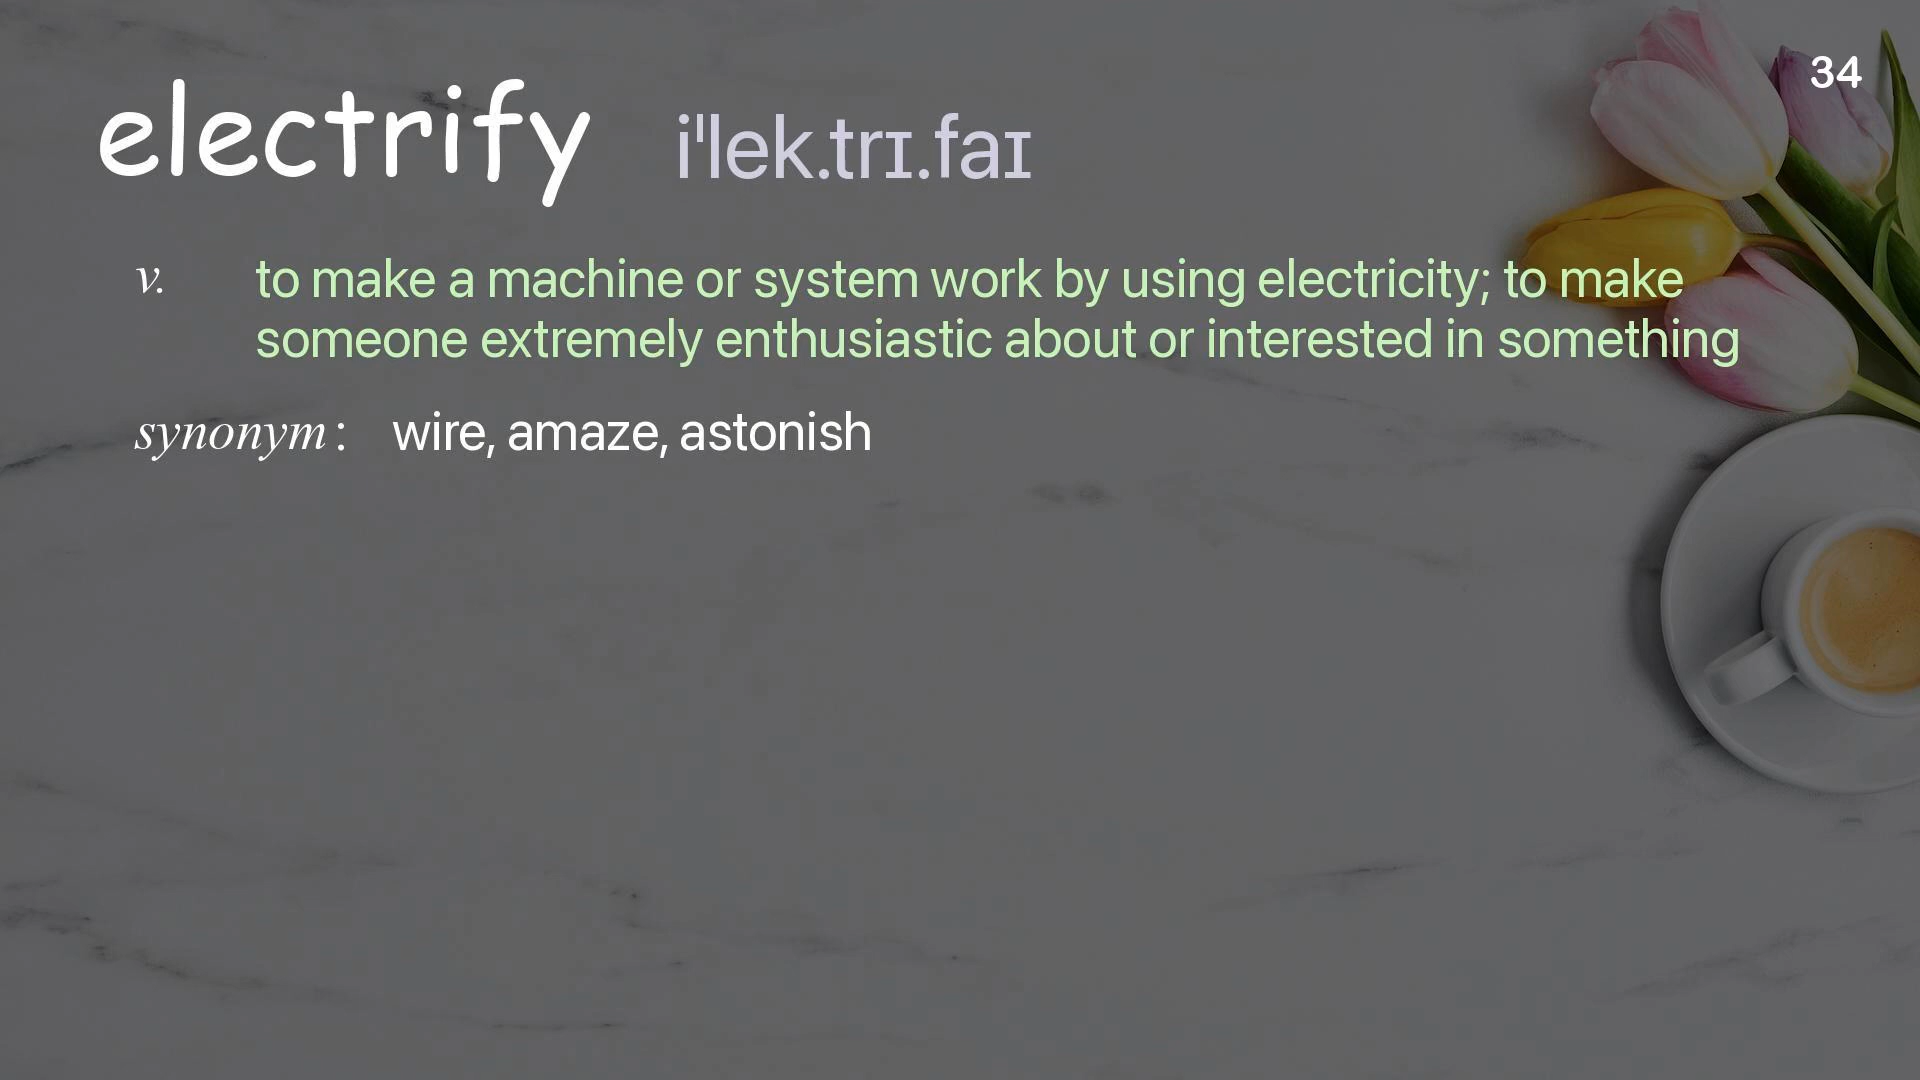 34
electrify iˈlek.trɪ.faɪ
v. to make a machine or system work by using electricity; to make
someone extremely enthusiastic about or interested in something
synonym : wire, amaze, astonish